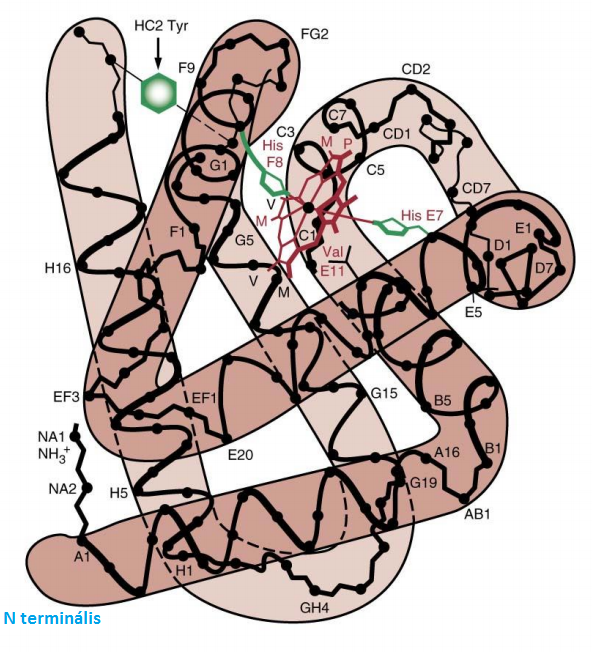 HC2 Tyr
FG2
F9
CD2
C7
C3
His
F8
M P
CD1
C5
G1
V
CD7
M
His E7
F1
G5
C1
E1
Val
D1
H16
E11
D7
V
M
E5
EF3
EF1
G15
B5
NA1
NH3+
E20
A16
B1
NA2
H5
G19
AB1
A1
H1
GH4
N terminális